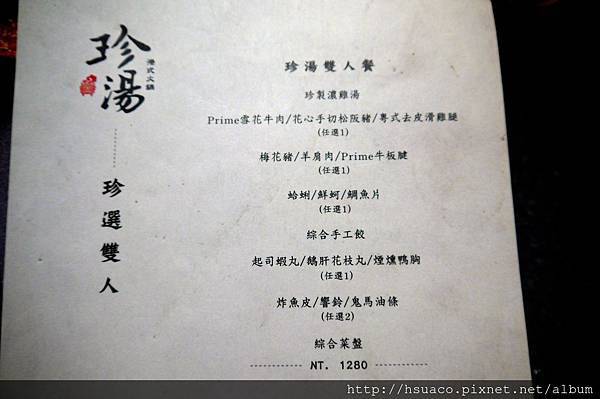 珍湯
港式火鍋
珍選雙人
珍湯雙人餐
珍製濃雞湯
Prime雪花牛肉/花心手切松阪豬/粵式去皮滑雞腿
(任選1)
梅花豬/羊肩肉/Prime牛板腱
(任選1)
蛤蜊/鮮蚵/鯛魚片
(任選1)
綜合手工餃
起司蝦丸/鵝肝花枝丸/煙燻鴨胸
(任選1)
炸魚皮/響鈴/鬼馬油條
(任選2)
綜合菜盤
NT. 1280
http://hsuaco.pixnet.net/album